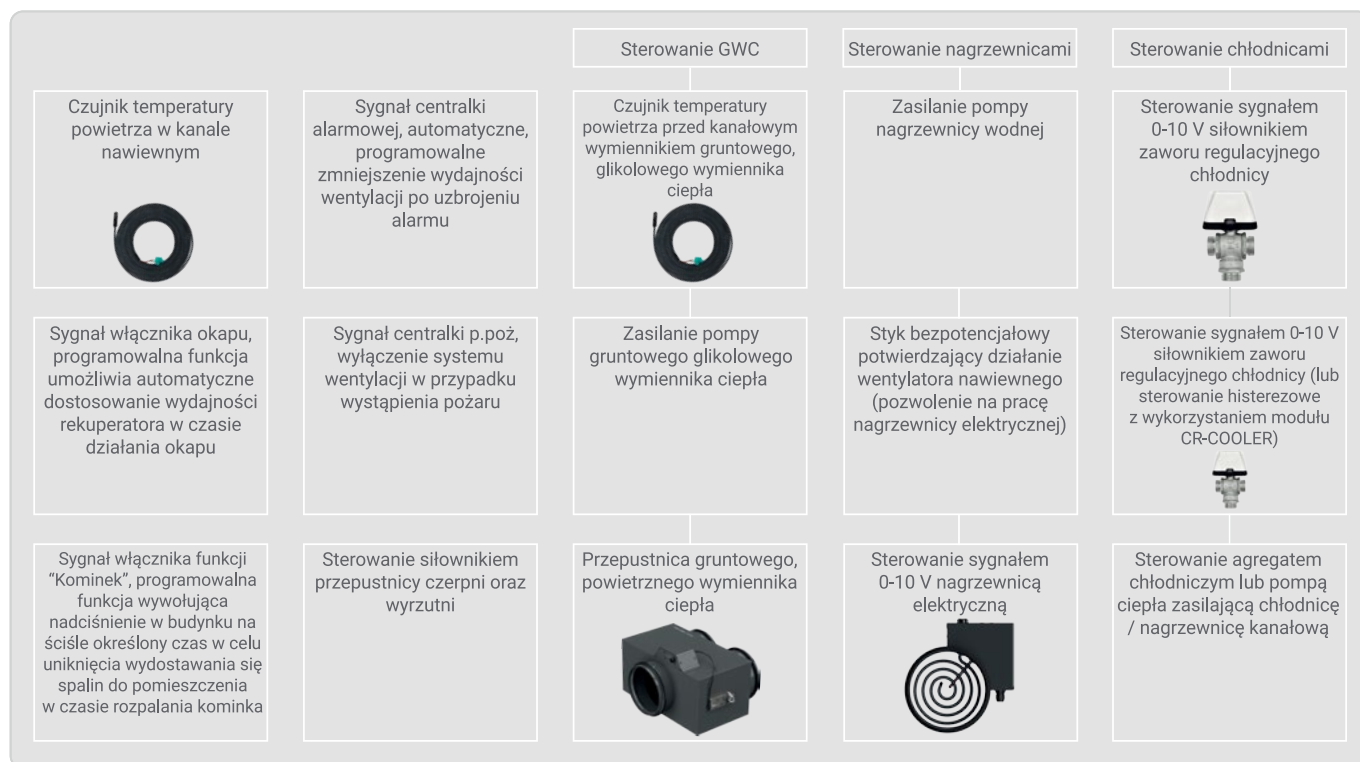 Sterowanie GWC
Sterowanie nagrzewnicami
Sterowanie chłodnicami
Czujnik temperatury
powietrza w kanale
nawiewnym
Sygnał centralki
alarmowej, automatyczne,
programowalne
zmniejszenie wydajności
wentylacji po uzbrojeniu
alarmu
Czujnik temperatury
powietrza przed kanałowym
wymiennikiem gruntowego,
glikolowego wymiennika
ciepła
Zasilanie pompy
nagrzewnicy wodnej
Sterowanie sygnałem
0-10 V siłownikiem
zaworu regulacyjnego
chłodnicy
Sygnał włącznika okapu,
programowalna funkcja
umożliwia automatyczne
dostosowanie wydajności
rekuperatora w czasie
działania okapu
Sygnał centralki p.poż,
wyłączenie systemu
wentylacji w przypadku
wystąpienia pożaru
Zasilanie pompy
gruntowego glikolowego
wymiennika ciepła
Styk bezpotencjałowy
potwierdzający działanie
wentylatora nawiewnego
(pozwolenie na pracę
nagrzewnicy elektrycznej)
Sterowanie sygnałem 0-10 V
siłownikiem zaworu
regulacyjnego chłodnicy (lub
sterowanie histerezowe
z wykorzystaniem modułu
CR-COOLER)
Sygnał włącznika funkcji
“Kominek”, programowalna
funkcja wywołująca
nadciśnienie w budynku na
ściśle określony czas w celu
uniknięcia wydostawania się
spalin do pomieszczenia
w czasie rozpalania kominka
Sterowanie siłownikiem
przepustnicy czerpni oraz
wyrzutni
Przepustnica gruntowego,
powietrznego wymiennika
ciepła
Sterowanie sygnałem
0-10 V nagrzewnicą
elektryczną
Sterowanie agregatem
chłodniczym lub pompą
ciepła zasilającą chłodnicę
/ nagrzewnicę kanałową